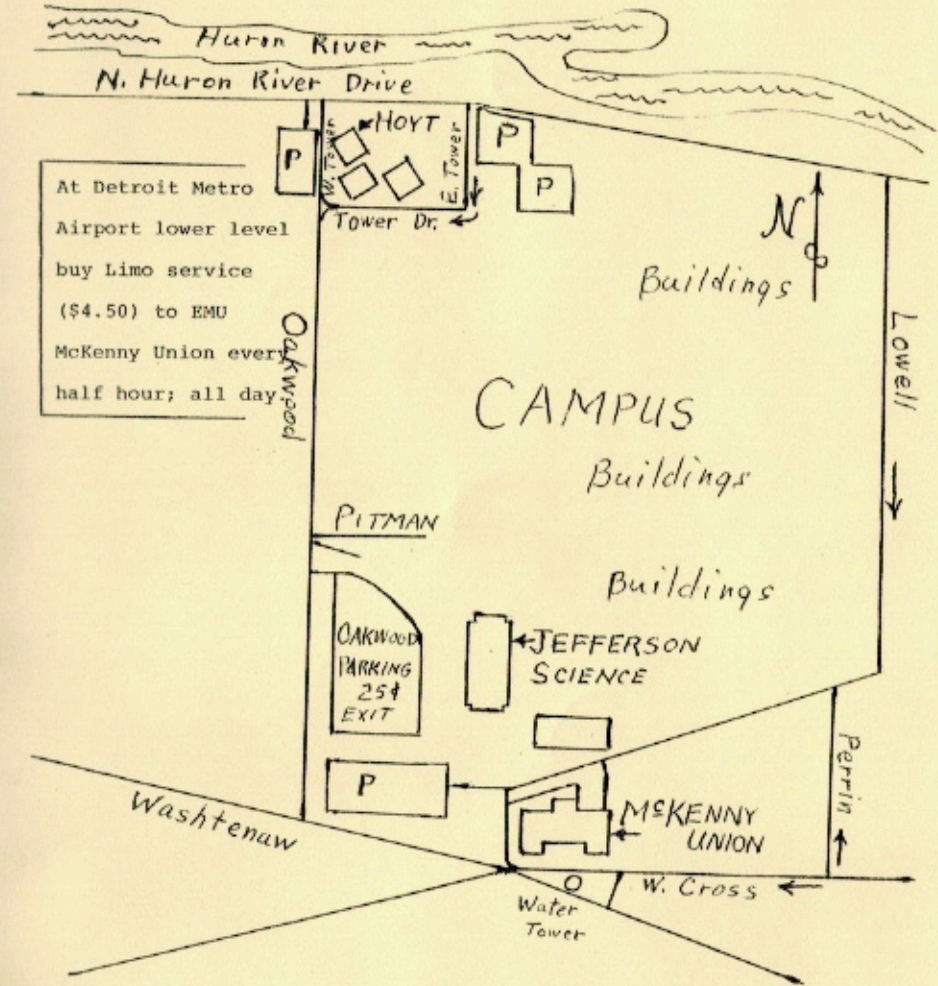 Huron River
N. Huron River Drive
HOYT
W. Tower
E. Tower
P
P
P
Tower Dr.
N
At Detroit Metro
Airport lower level
buy Limo service
($4.50) to EMU
McKenny Union every
half hour; all day
Oakwood
Lowell
Buildings
CAMPUS
Buildings
PITMAN
Buildings
OAKWOOD
PARKING
25¢
EXIT
JEFFERSON
SCIENCE
P
Perrin
Washtenaw
McKENNY
UNION
W. Cross
Water
Tower